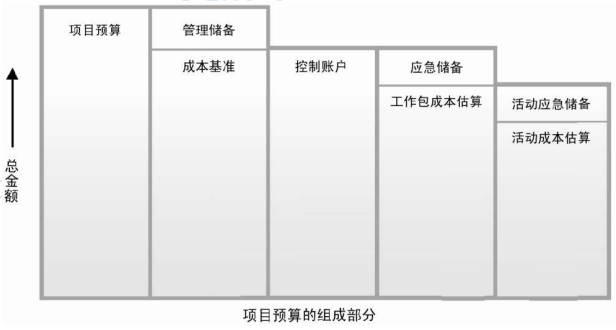 项目预算
管理储备
成本基准
控制账户
应急储备
工作包成本估算
活动应急储备
活动成本估算
总金额
项目预算的组成部分